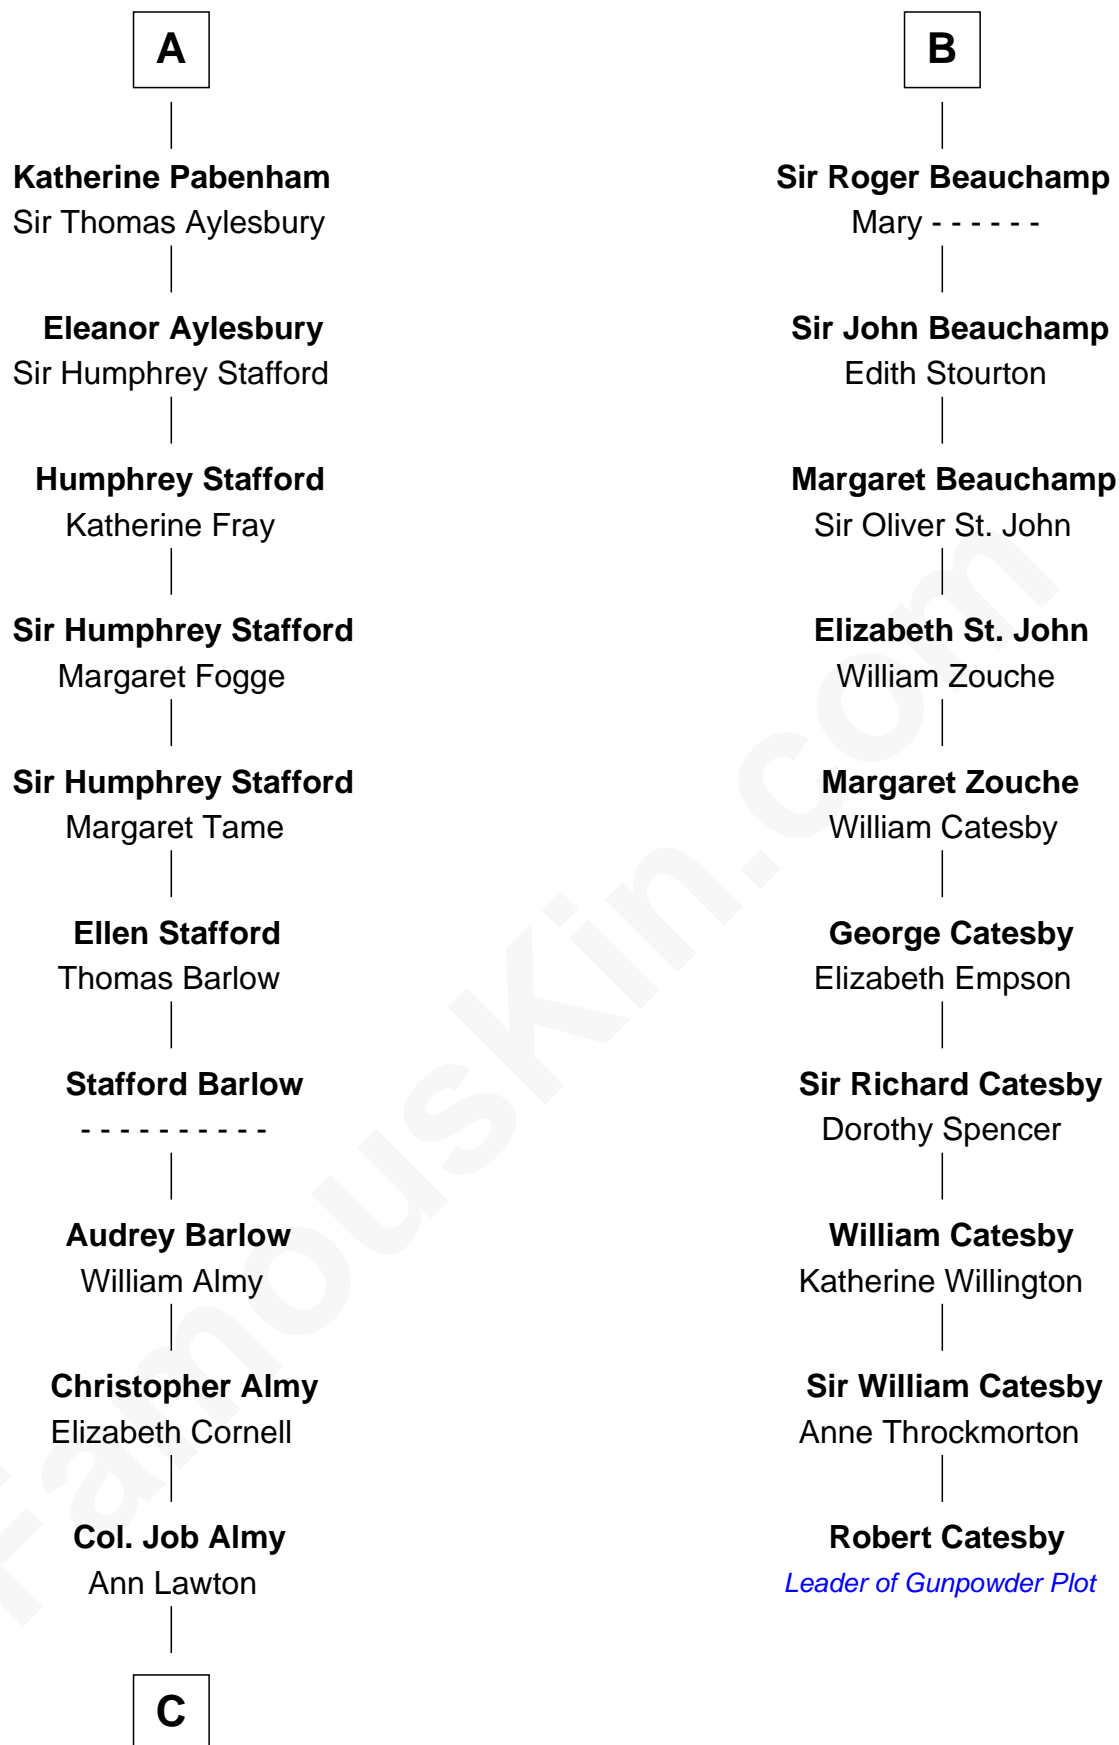 A
Katherine Pabenham
Sir Thomas Aylesbury
Eleanor Aylesbury
Sir Humphrey Stafford
Humphrey Stafford
Katherine Fray
Sir Humphrey Stafford
Margaret Fogge
Sir Humphrey Stafford
Margaret Tame
Ellen Stafford
Thomas Barlow
Stafford Barlow
- - - - - - - - - -
Audrey Barlow
William Almy
Christopher Almy
Elizabeth Cornell
Col. Job Almy
Ann Lawton
C
B
Sir Roger Beauchamp
Mary - - - - - -
Sir John Beauchamp
Edith Stourton
Margaret Beauchamp
Sir Oliver St. John
Elizabeth St. John
William Zouche
Margaret Zouche
William Catesby
George Catesby
Elizabeth Empson
Sir Richard Catesby
Dorothy Spencer
William Catesby
Katherine Willington
Sir William Catesby
Anne Throckmorton
Robert Catesby
Leader of Gunpowder Plot
FamousKin.com